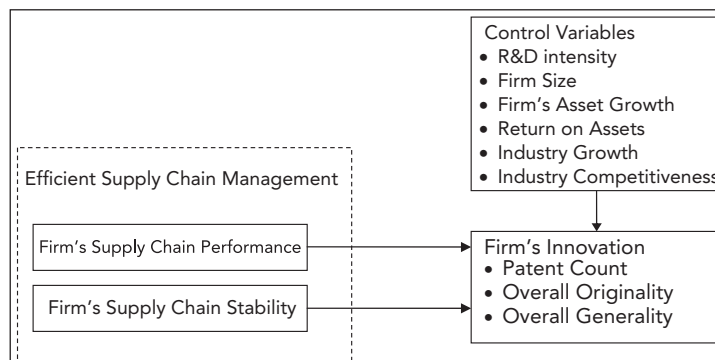 Control Variables
• R&D intensity
• Firm Size
• Firm's Asset Growth
• Return on Assets
• Industry Growth
• Industry Competitiveness
Efficient Supply Chain Management
Firm's Supply Chain Performance
Firm's Supply Chain Stability
Firm's Innovation
• Patent Count
• Overall Originality
• Overall Generality